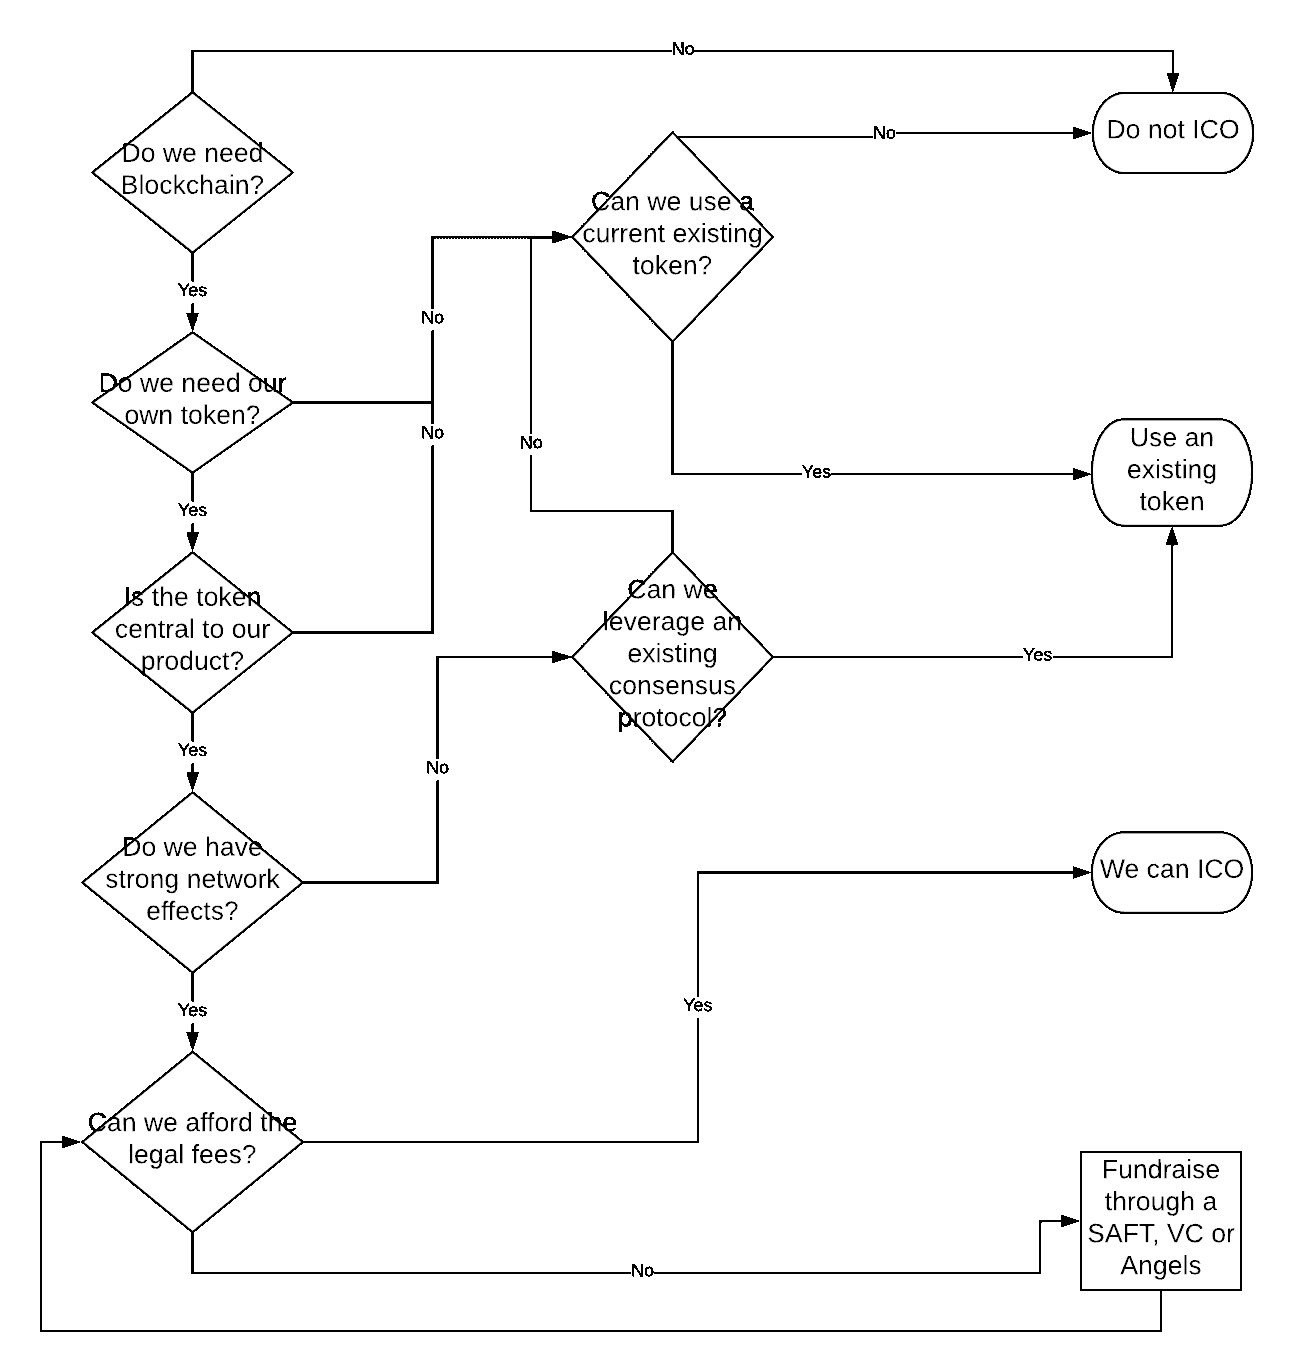 No
Do not ICO
Do we need
Blockchain?
No
Can we use a
current existing
token?
Yes
No
Do we need our
own token?
No
No
Use an
existing
token
Yes
Yes
Is the token
central to our
product?
Can we
leverage an
existing
consensus
protocol?
Yes
Yes
No
Do we have
strong network
effects?
We can ICO
Yes
Yes
Can we afford the
legal fees?
Fundraise
through a
SAFT, VC or
Angels
No